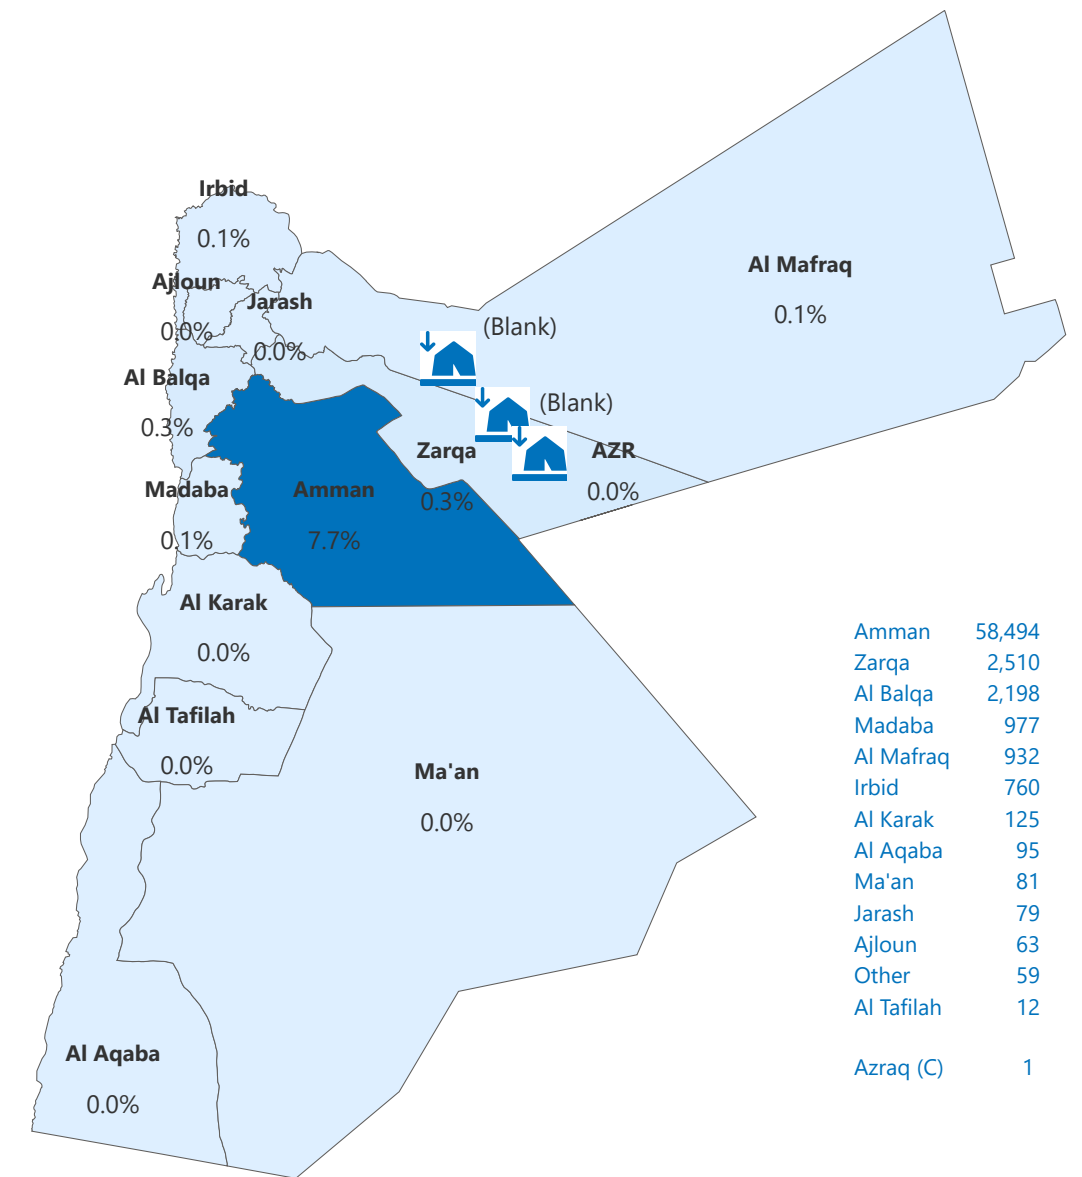 Irbid
0.1%
Al Mafraq
0.1%
Ajloun
0.0%
Jarash
0.0%
(Blank)
Al Balqa
0.3%
(Blank)
Zarqa
0.3%
AZR
0.0%
Madaba
0.1%
Amman
7.7%
Al Karak
0.0%
Al Tafilah
0.0%
Ma'an
0.0%
Al Aqaba
0.0%
Amman 58,494
Zarqa 2,510
Al Balqa 2,198
Madaba 977
Al Mafraq 932
Irbid 760
Al Karak 125
Al Aqaba 95
Ma'an 81
Jarash 79
Ajloun 63
Other 59
Al Tafilah 12
Azraq (C) 1